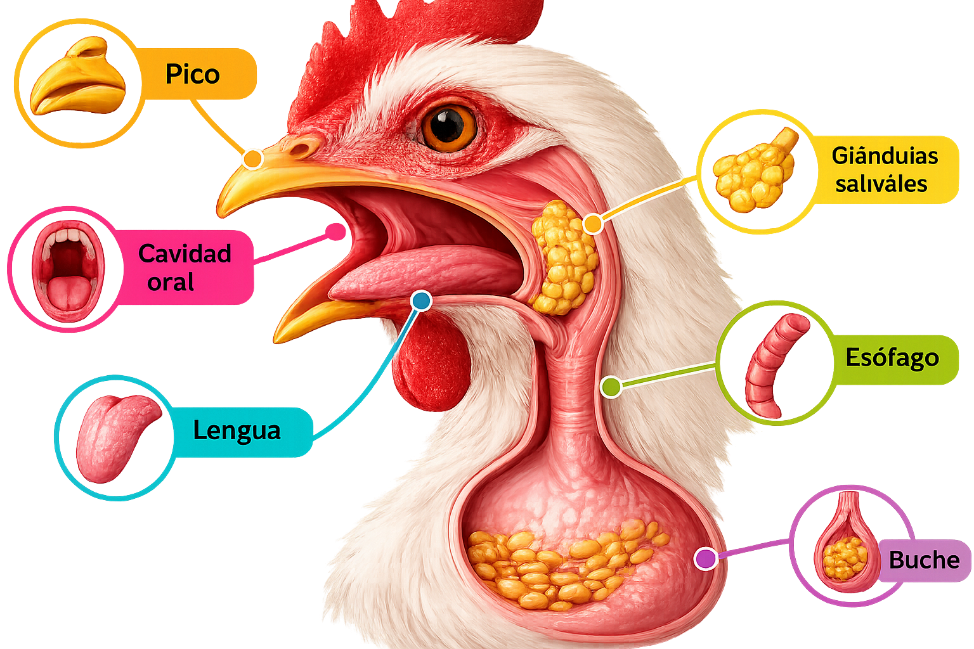 Pico
Giánduias
saliváles
Cavidad
oral
Esófago
Lengua
Buche